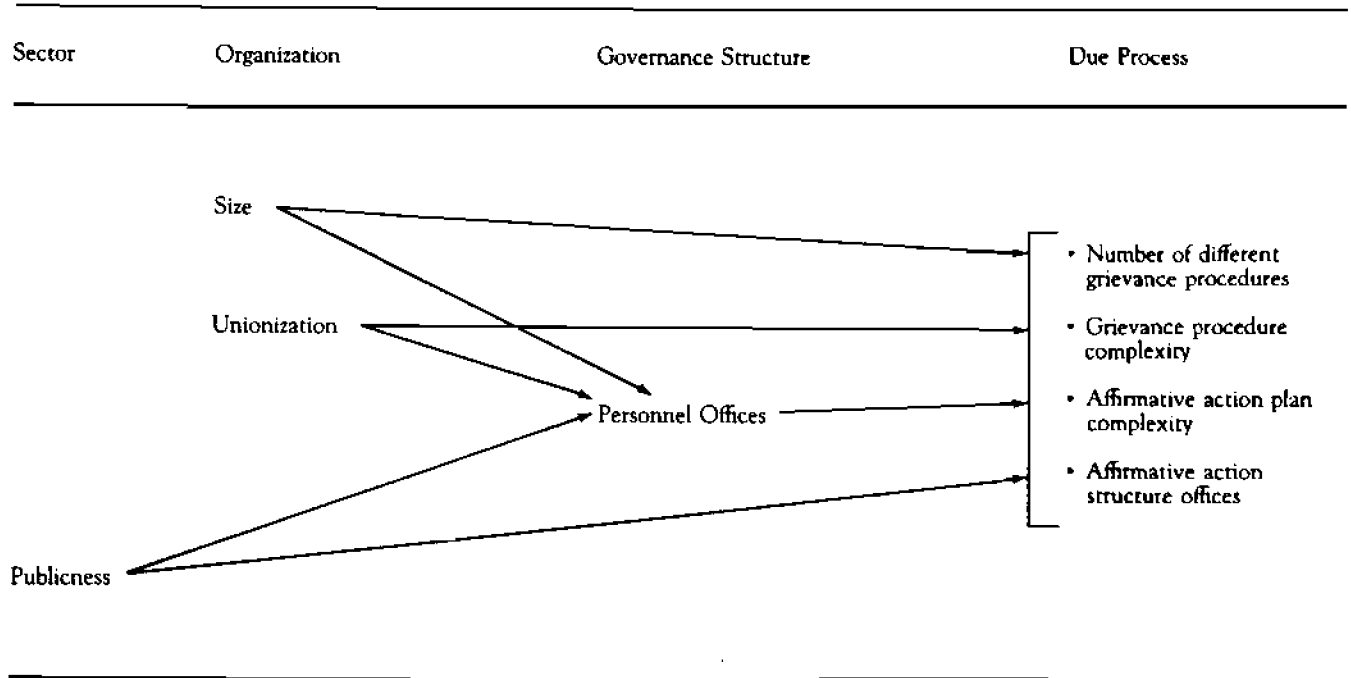 Sector Organization Governance Structure Due Process
Size
• Number of different
grievance procedures
Unionization
• Grievance procedure
complexity
Personnel Offices
• Affirmative action plan
complexity
• Affirmative action
structure offices
Publicness